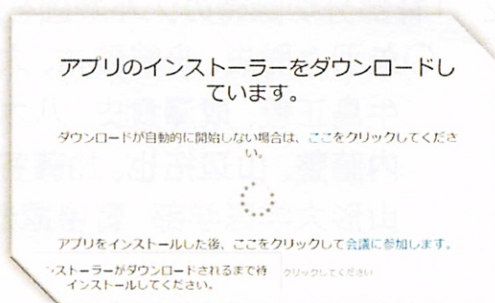 アプリのインストーラーをダウンロードし
ています。
ダウンロードが自動的に開始しない場合は、ここをクリックしてくださ
い。
アプリをインストールした後、ここをクリックして会議に参加します。
ストーラーがダウンロードされるまで待
クリックしてください
インストールしてください。